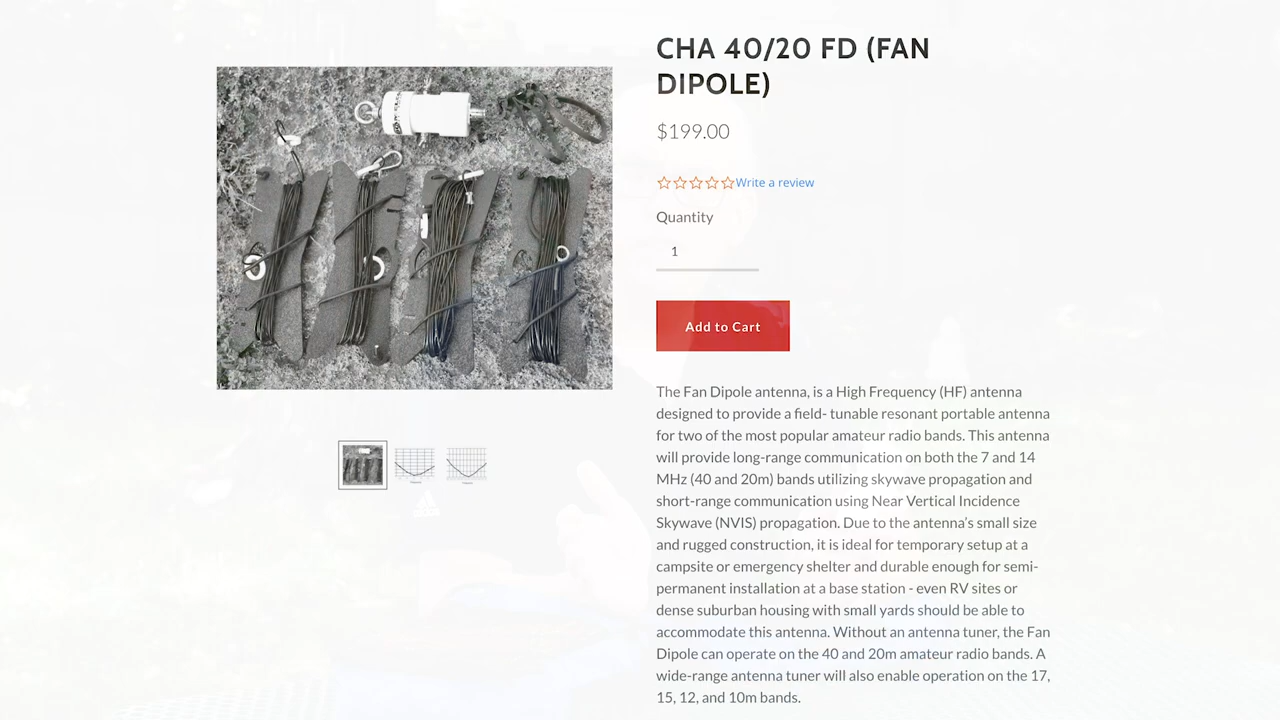 CHA 40/20 FD (FAN
DIPOLE)
$199.00
Write a review
Quantity
1
Add to Cart
The Fan Dipole antenna, is a High Frequency (HF) antenna
designed to provide a field- tunable resonant portable antenna
for two of the most popular amateur radio bands. This antenna
will provide long-range communication on both the 7 and 14
MHz (40 and 20m) bands utilizing skywave propagation and
short-range communication using Near Vertical Incidence
Skywave (NVIS) propagation. Due to the antenna's small size
and rugged construction, it is ideal for temporary setup at a
campsite or emergency shelter and durable enough for semi-
permanent installation at a base station - even RV sites or
dense suburban housing with small yards should be able to
accommodate this antenna. Without an antenna tuner, the Fan
Dipole can operate on the 40 and 20m amateur radio bands. A
wide-range antenna tuner will also enable operation on the 17,
15, 12, and 10m bands.